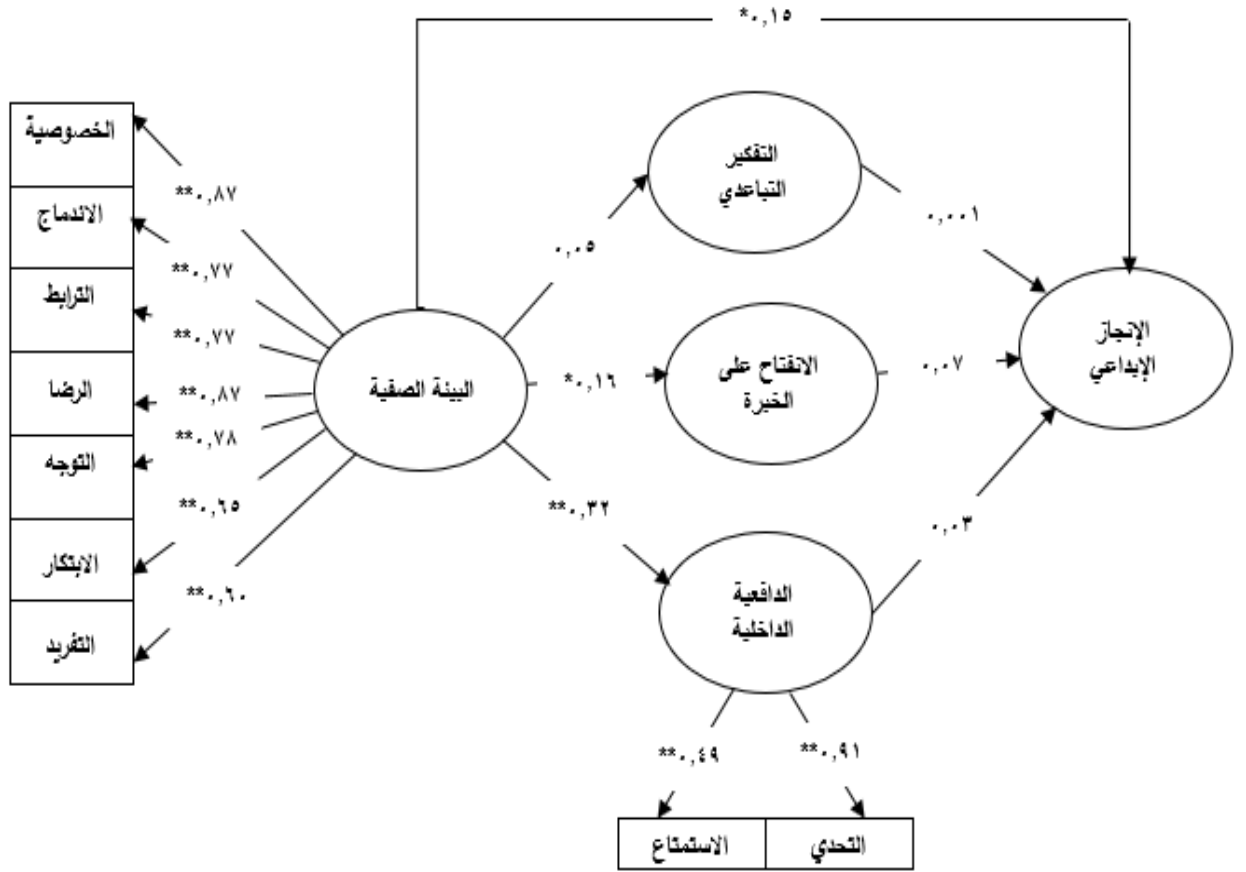 *٠,١٥
الخصوصية
الاندماج
الترابط
الرضا
التوجه
الابتكار
التفريد
**٠,٨٧
**٠,٧٧
**٠,٧٧
**٠,٨٧
**٠,٧٨
**٠,٦٥
**٠,٦٠
البيئة الصفية
٠,٠٥
*٠,١٦
**٠,٣٢
التفكير
التباعدي
الانفتاح على
الخبرة
الدافعية
الداخلية
٠,٠٠١
٠,٠٧
٠,٠٣
الإنجاز
الإبداعي
**٠,٩١
**٠,٤٩
التحدي
الاستمتاع